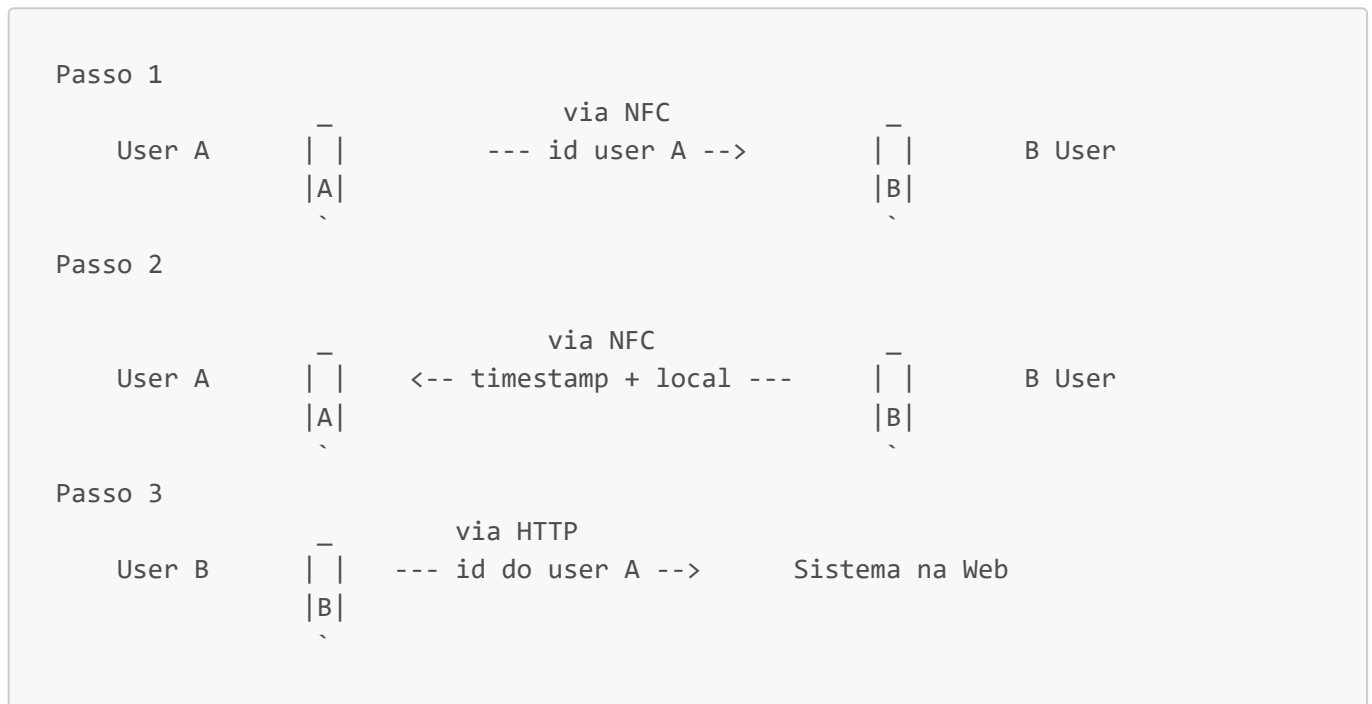 Passo 1
via NFC
_ _
User A | | --- id user A --> | | B User
|A| |B|
` `
Passo 2
via NFC
_ _
User A | | <-- timestamp + local --- | | B User
|A| |B|
` `
Passo 3
via HTTP
_
User B | | --- id do user A --> Sistema na Web
|B|
`